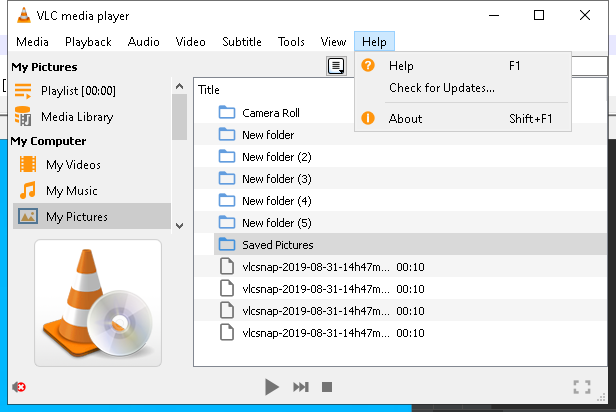 VLC media player
Media Playback Audio Video Subtitle Tools View Help
My Pictures
Playlist [00:00]
Media Library
My Computer
My Videos
My Music
My Pictures
Help F1
Check for Updates...
About Shift+F1
Title
Camera Roll
New folder
New folder (2)
New folder (3)
New folder (4)
New folder (5)
Saved Pictures
vlcsnap-2019-08-31-14h47m... 00:10
vlcsnap-2019-08-31-14h47m... 00:10
vlcsnap-2019-08-31-14h47m... 00:10
vlcsnap-2019-08-31-14h47m... 00:10